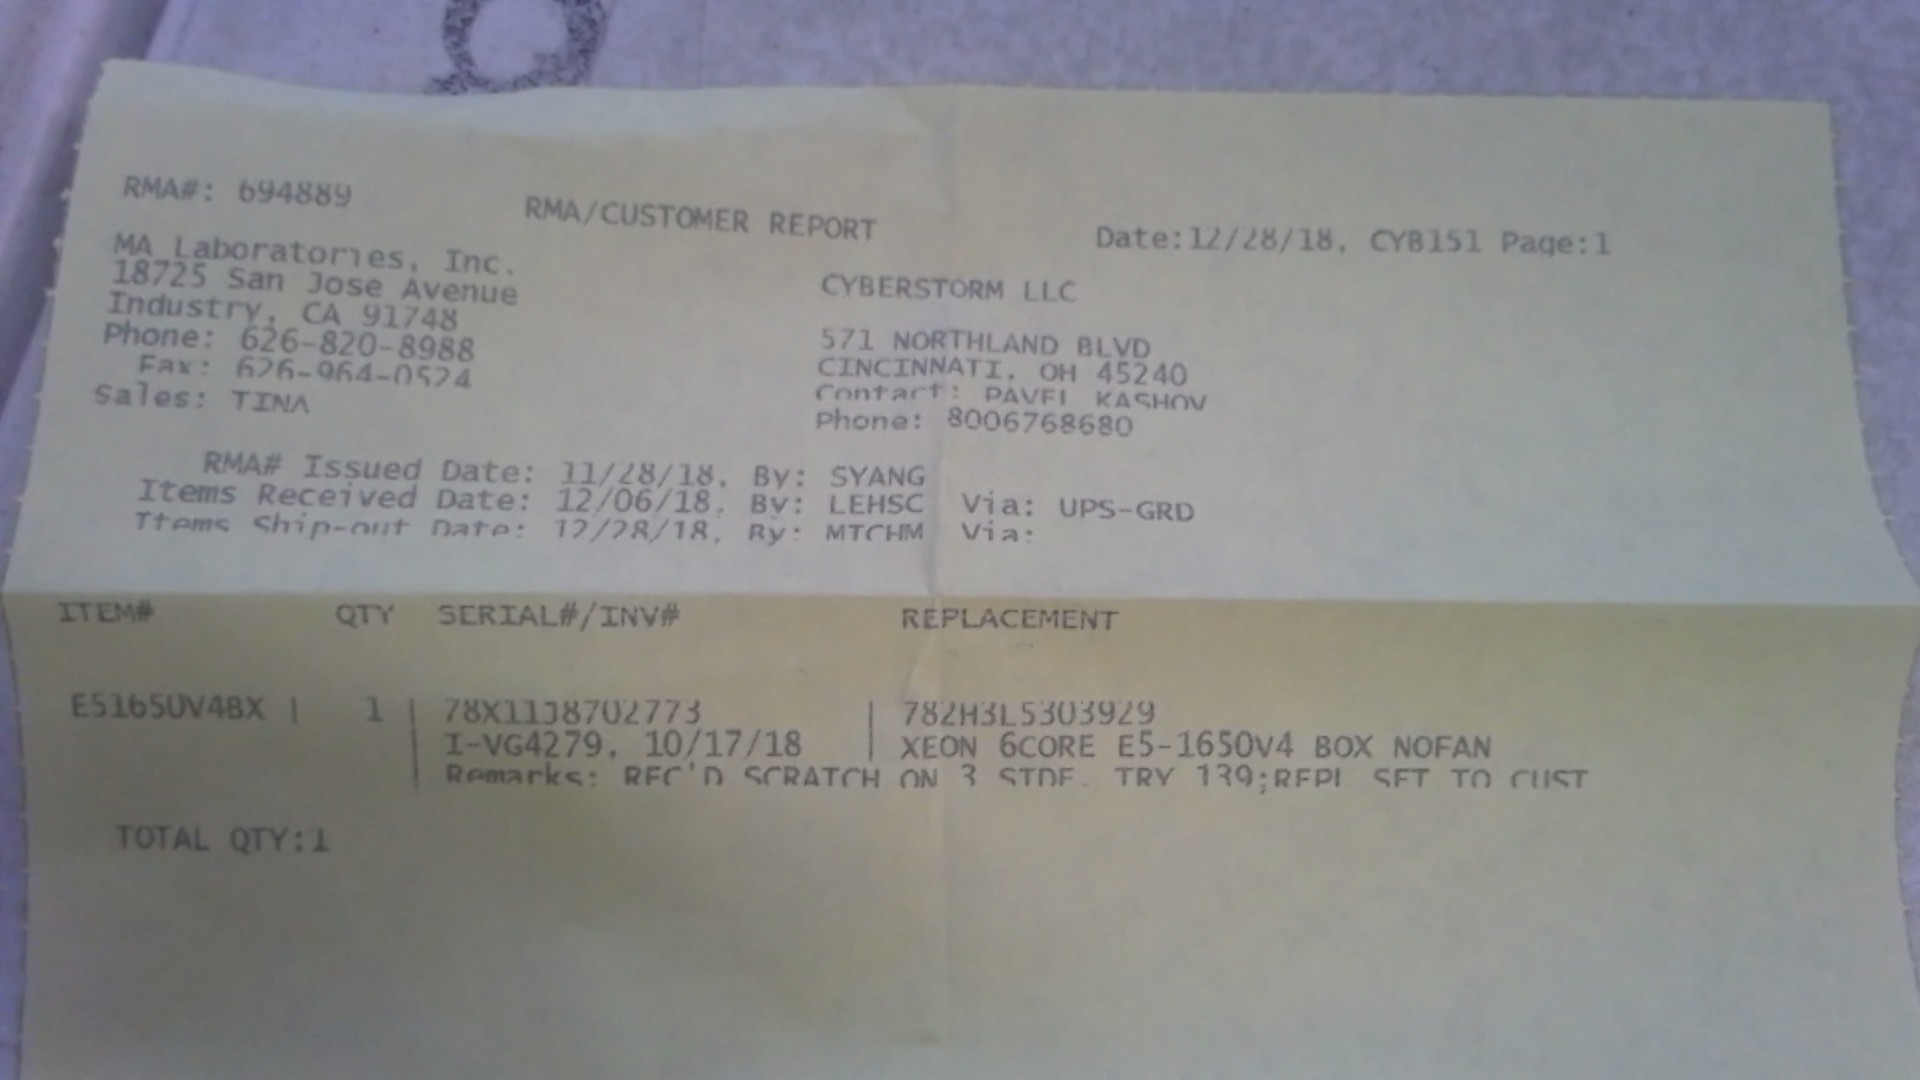 RMA#: 694889
RMA/CUSTOMER REPORT
Date:12/28/18, CYB151 Page:1
MA Laboratories, Inc.
18725 San Jose Avenue
Industry, CA 91748
Phone: 626-820-8988
Fax: 626-964-0524
Sales: TINA
CYBERSTORM LLC
571 NORTHLAND BLVD
CINCINNATI, OH 45240
Contact: PAVEL KASHOV
Phone: 8006768680
RMA# Issued Date: 11/28/18, By: SYANG
Items Received Date: 12/06/18, By: LEHSC Via: UPS-GRD
Items Ship-out Date: 12/28/18, By: MICHM Via:
ITEM# QTY SERIAL#/INV# REPLACEMENT
E51650V4BX | 1 | 78X11J8702773 | 782H3L5303929
| I-VG4279, 10/17/18 | XEON 6CORE E5-1650V4 BOX NOFAN
| Remarks: REC'D SCRATCH ON 3 SIDE. TRY 139;REPL SET TO CUST
TOTAL QTY:1